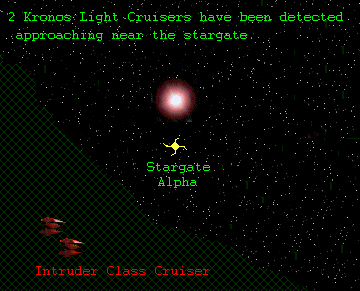 2 Kronos Light Cruisers have been detected
approaching near the stargate.
Stargate
Alpha
Intruder Class Cruiser